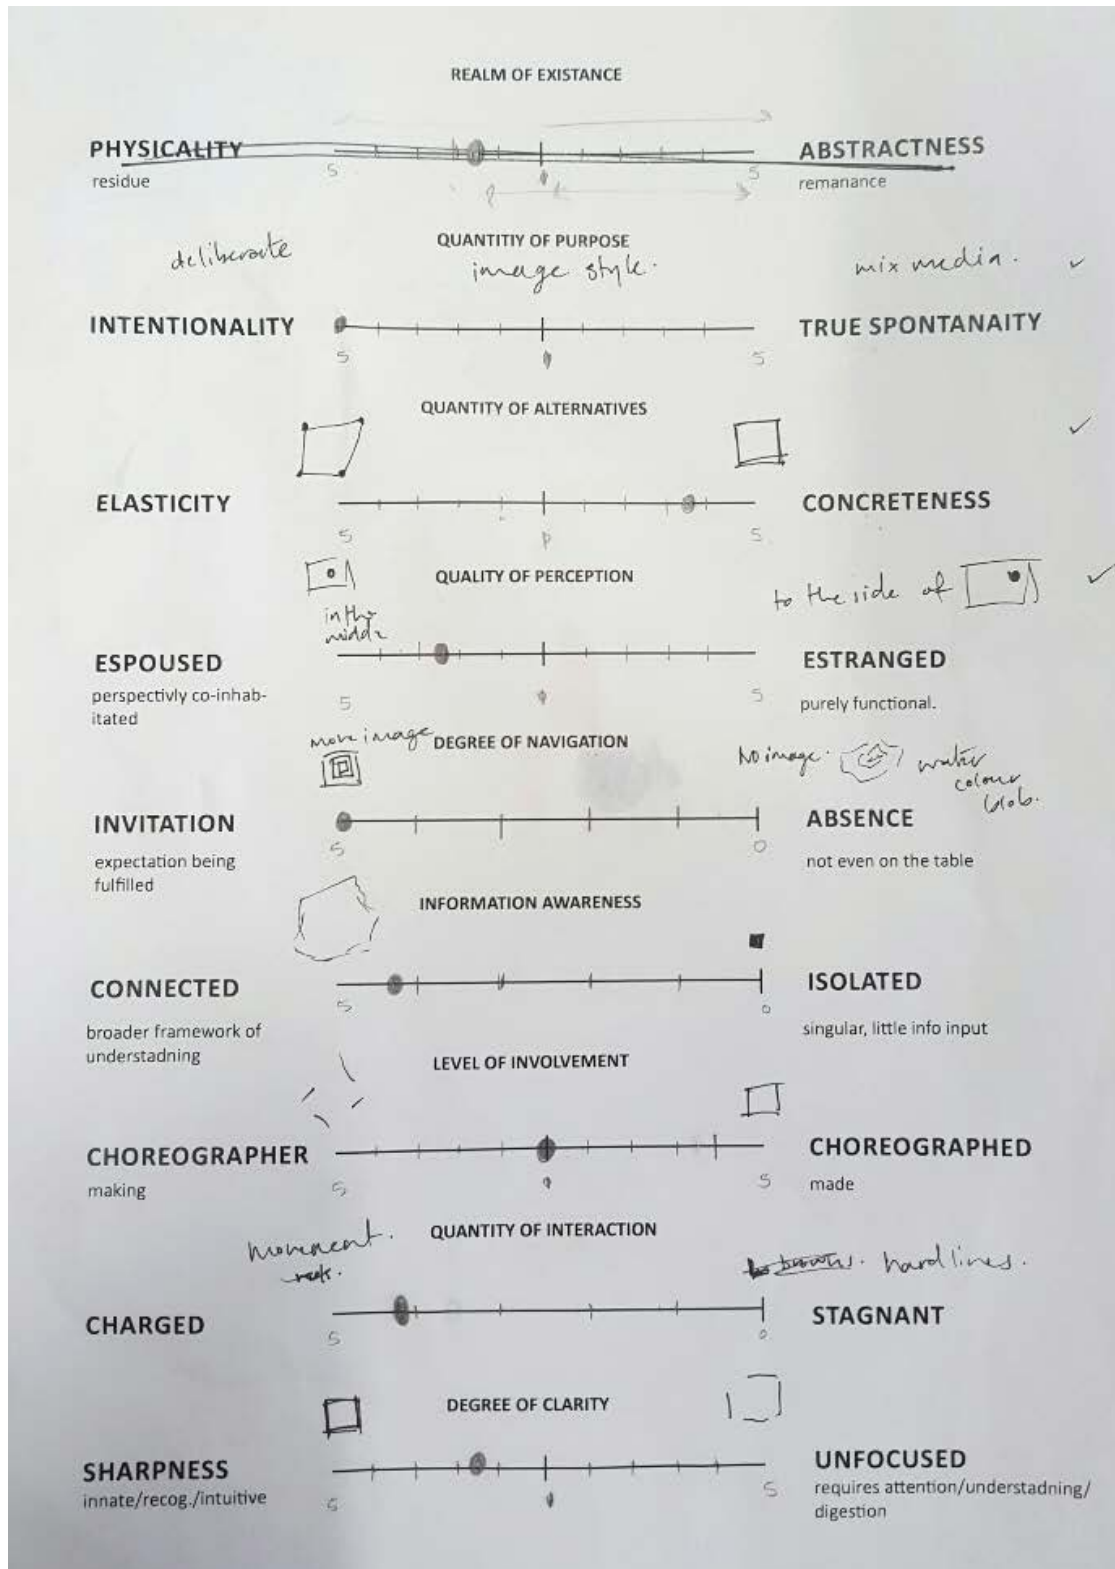 REALM OF EXISTANCE
PHYSICALITY
ABSTRACTNESS
residue
remanance
5
5
deliberate
QUANTITIY OF PURPOSE
image style.
mix media.
INTENTIONALITY
TRUE SPONTANAITY
5
5
QUANTITY OF ALTERNATIVES
ELASTICITY
CONCRETENESS
5
5
QUALITY OF PERCEPTION
to the side of
in the
middle
ESPOUSED
ESTRANGED
perspectivly co-inhab-
itated
purely functional.
5
5
more image
DEGREE OF NAVIGATION
No image.
water
colour
blob.
INVITATION
ABSENCE
5
0
expectation being
fulfilled
not even on the table
INFORMATION AWARENESS
CONNECTED
ISOLATED
5
0
broader framework of
understadning
singular, little info input
LEVEL OF INVOLVEMENT
CHOREOGRAPHER
CHOREOGRAPHED
making
made
5
5
movement.
QUANTITY OF INTERACTION
hard lines.
CHARGED
STAGNANT
5
0
DEGREE OF CLARITY
SHARPNESS
UNFOCUSED
innate/recog./intuitive
requires attention/understadning/
digestion
5
5